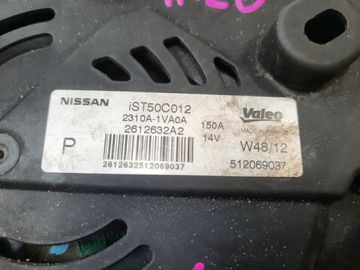 NISSAN iST50C012 Valeo
2310A-1VA0A
2612632A2 150A
P 14V W48/12
2612632512069037 512069037